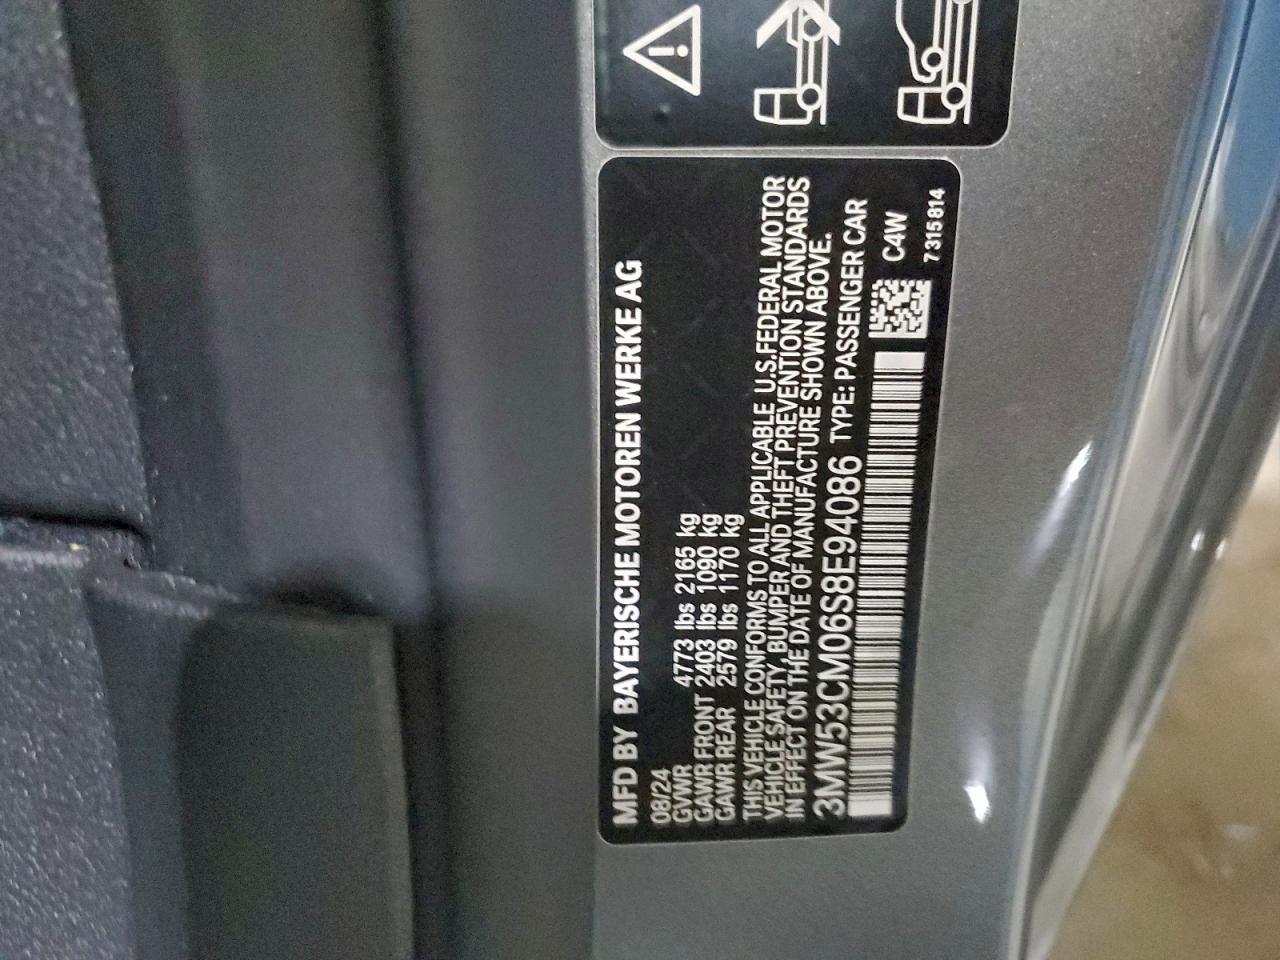 MFD BY BAYERISCHE MOTOREN WERKE AG
08/24
GVWR 4773 lbs 2165 kg
GAWR FRONT 2403 lbs 1090 kg
GAWR REAR 2579 lbs 1170 kg
THIS VEHICLE CONFORMS TO ALL APPLICABLE U.S.FEDERAL MOTOR
VEHICLE SAFETY, BUMPER AND THEFT PREVENTION STANDARDS
IN EFFECT ON THE DATE OF MANUFACTURE SHOWN ABOVE.
3MW53CM06S8E94086 TYPE: PASSENGER CAR
C4W
7 315 814